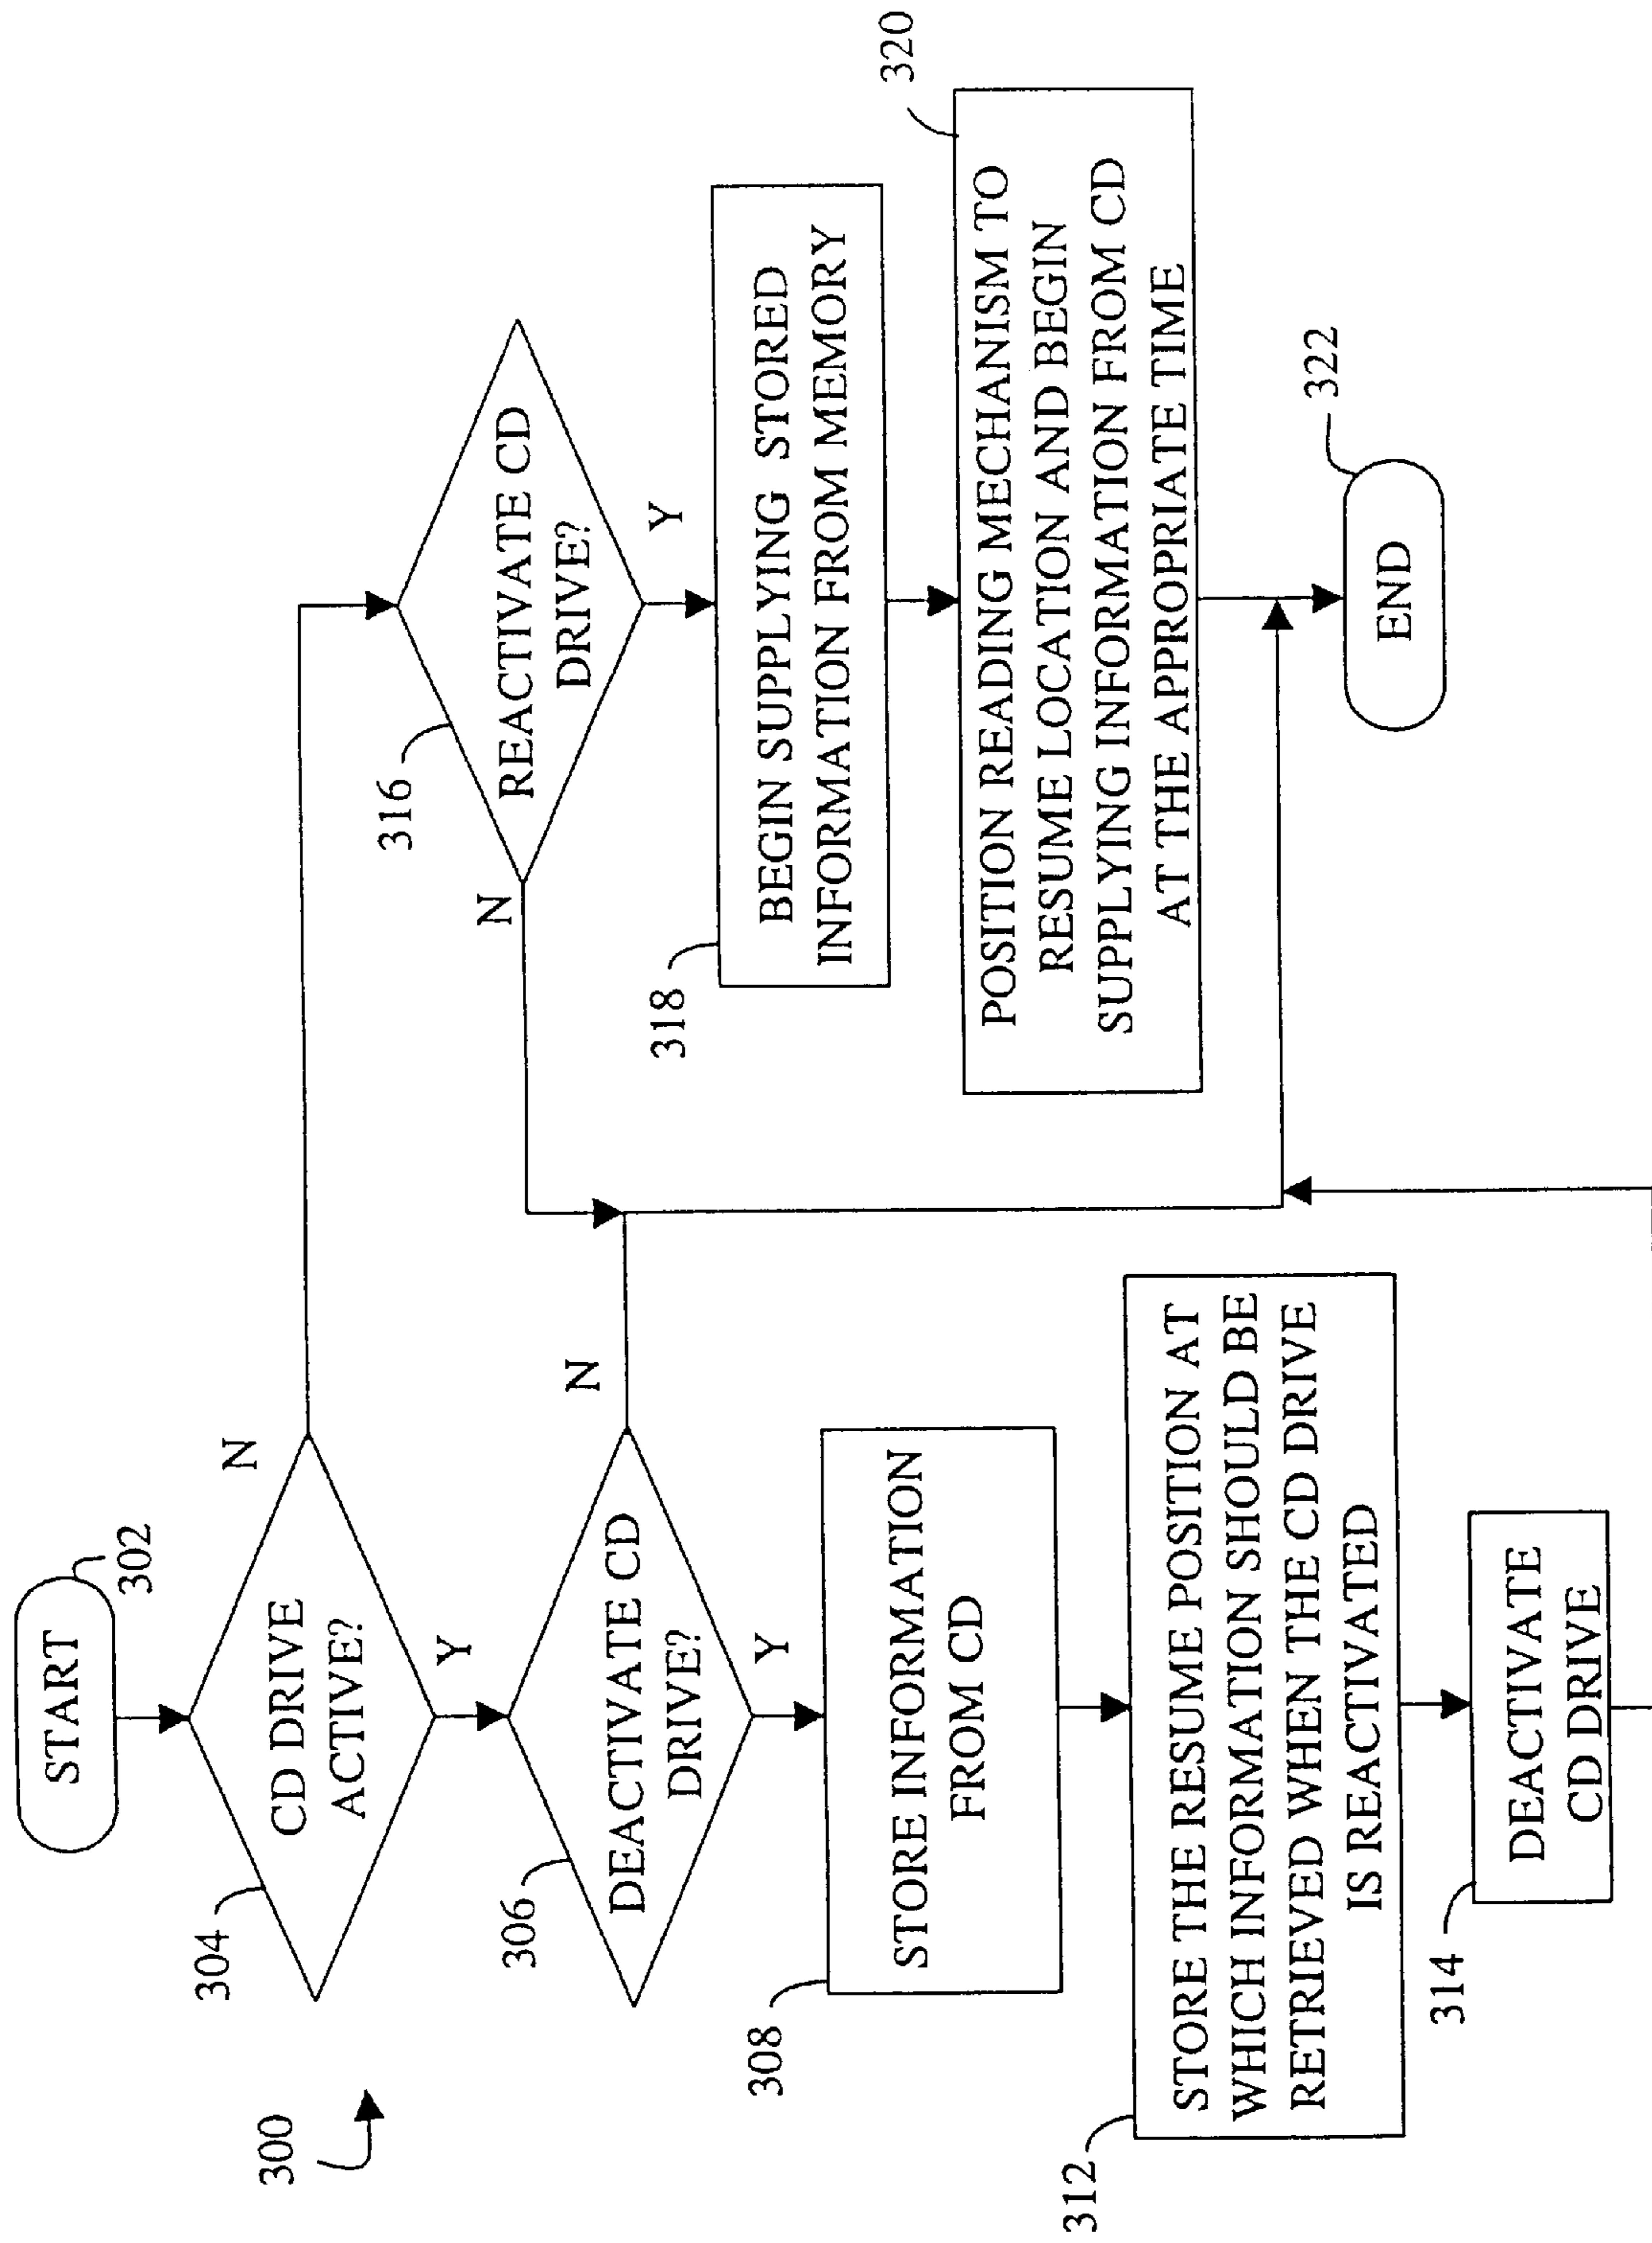 300
START
302
304
CD DRIVE
ACTIVE?
N
Y
306
DEACTIVATE CD
DRIVE?
N
Y
308
STORE INFORMATION
FROM CD
312
STORE THE RESUME POSITION AT
WHICH INFORMATION SHOULD BE
RETRIEVED WHEN THE CD DRIVE
IS REACTIVATED
314
DEACTIVATE
CD DRIVE
316
REACTIVATE CD
DRIVE?
N
Y
318
BEGIN SUPPLYING STORED
INFORMATION FROM MEMORY
320
POSITION READING MECHANISM TO
RESUME LOCATION AND BEGIN
SUPPLYING INFORMATION FROM CD
AT THE APPROPRIATE TIME
322
END